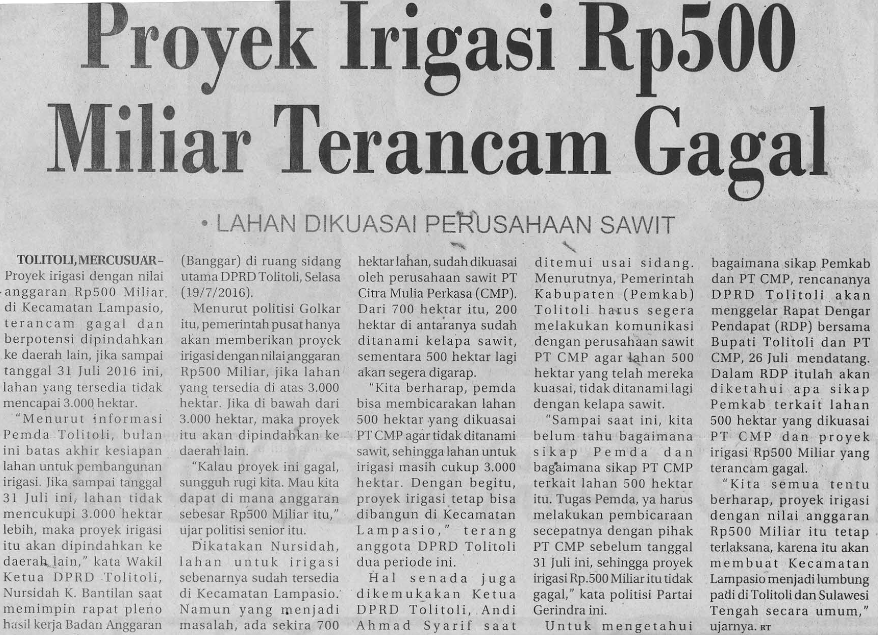 Proyek Irigasi Rp500
Miliar Terancam Gagal
• LAHAN DIKUASAI PERUSAHAAN SAWIT
TOLITOLI, MERCUSUAR–
Proyek irigasi dengan nilai
anggaran Rp500 Miliar
di Kecamatan Lampasio,
terancam gagal dan
berpotensi dipindahkan
ke daerah lain, jika sampai
tanggal 31 Juli 2016 ini,
lahan yang tersedia tidak
mencapai 3.000 hektar.
"Menurut informasi
Pemda Tolitoli, bulan
ini batas akhir kesiapan
lahan untuk pembangunan
irigasi. Jika sampai tanggal
31 Juli ini, lahan tidak
mencukupi 3.000 hektar
lebih, maka proyek irigasi
itu akan dipindahkan ke
daerah lain," kata Wakil
Ketua DPRD Tolitoli,
Nursidah K. Bantilan saat
memimpin rapat pleno
hasil kerja Badan Anggaran
(Banggar) di ruang sidang
utama DPRD Tolitoli, Selasa
(19/7/2016).
Menurut politisi Golkar
itu, pemerintah pusat hanya
akan memberikan proyek
irigasi dengan nilai anggaran
Rp500 Miliar, jika lahan
yang tersedia di atas 3.000
hektar. Jika di bawah dari
3.000 hektar, maka proyek
itu akan dipindahkan ke
daerah lain.
"Kalau proyek ini gagal,
sungguh rugi kita. Mau kita
dapat di mana anggaran
sebesar Rp500 Miliar itu,"
ujar politisi senior itu.
Dikatakan Nursidah,
lahan untuk irigasi
sebenarnya sudah tersedia
di Kecamatan Lampasio.
Namun yang menjadi
masalah, ada sekira 700
hektar lahan, sudah dikuasai
oleh perusahaan sawit PT
Citra Mulia Perkasa (CMP).
Dari 700 hektar itu, 200
hektar di antaranya sudah
ditanami kelapa sawit,
sementara 500 hektar lagi
akan segera digarap.
"Kita berharap, pemda
bisa membicarakan lahan
500 hektar yang dikuasai
PT CMP agar tidak ditanami
sawit, sehingga lahan untuk
irigasi masih cukup 3.000
hektar. Dengan begitu,
proyek irigasi tetap bisa
dibangun di Kecamatan
Lampasio," terang
anggota DPRD Tolitoli
dua periode ini.
Hal senada juga
dikemukakan Ketua
DPRD Tolitoli, Andi
Ahmad Syarif saat
ditemui usai sidang.
Menurutnya, Pemerintah
Kabupaten (Pemkab)
Tolitoli harus segera
melakukan komunikasi
dengan perusahaan sawit
PT CMP agar lahan 500
hektar yang telah mereka
kuasai, tidak ditanami lagi
dengan kelapa sawit.
"Sampai saat ini, kita
belum tahu bagaimana
sikap Pemda dan
bagaimana sikap PT CMP
terkait lahan 500 hektar
itu. Tugas Pemda, ya harus
melakukan pembicaraan
secepatnya dengan pihak
PT CMP sebelum tanggal
31 Juli ini, sehingga proyek
irigasi Rp.500 Miliar itu tidak
gagal," kata politisi Partai
Gerindra ini.
Untuk mengetahui
bagaimana sikap Pemkab
dan PT CMP, rencananya
DPRD Tolitoli akan
menggelar Rapat Dengar
Pendapat (RDP) bersama
Bupati Tolitoli dan PT
CMP, 26 Juli mendatang.
Dalam RDP itulah akan
diketahui apa sikap
Pemkab terkait lahan
500 hektar yang dikuasai
PT CMP dan proyek
irigasi Rp500 Miliar yang
terancam gagal.
"Kita semua tentu
berharap, proyek irigasi
dengan nilai anggaran
Rp500 Miliar itu tetap
terlaksana, karena itu akan
membuat Kecamatan
Lampasio menjadi lumbung
padi di Tolitoli dan Sulawesi
Tengah secara umum,"
ujarnya. RT